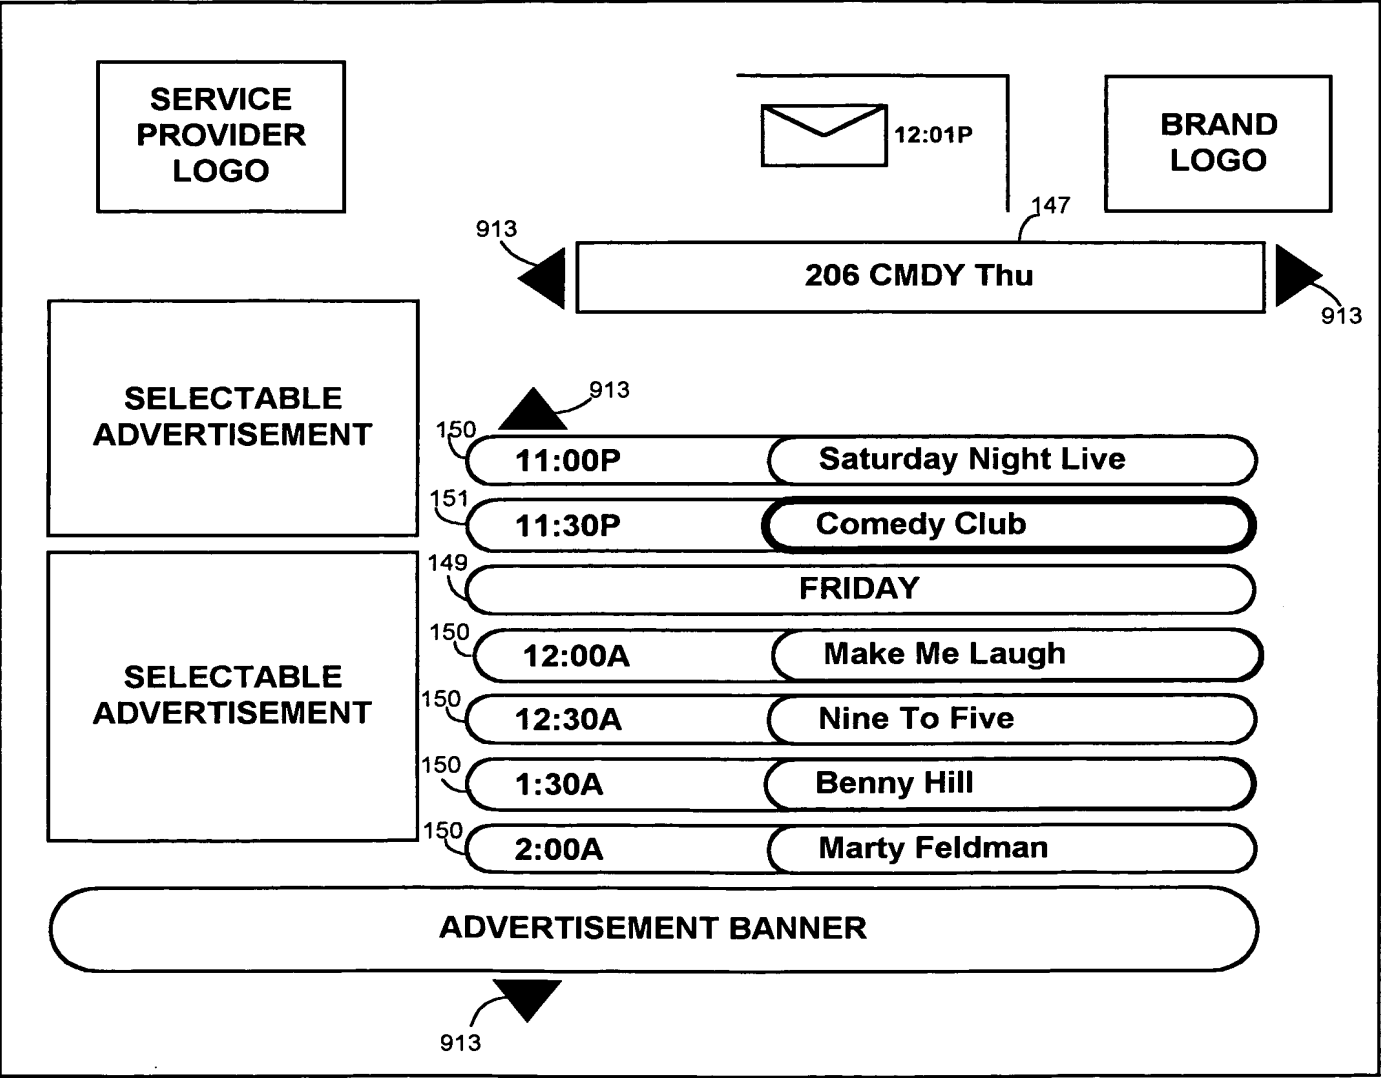 SERVICE
PROVIDER
LOGO
12:01P
BRAND
LOGO
147
913
206 CMDY Thu
913
SELECTABLE
ADVERTISEMENT
913
150
11:00P Saturday Night Live
151
11:30P Comedy Club
149
FRIDAY
150
12:00A Make Me Laugh
SELECTABLE
ADVERTISEMENT
150
12:30A Nine To Five
150
1:30A Benny Hill
150
2:00A Marty Feldman
ADVERTISEMENT BANNER
913